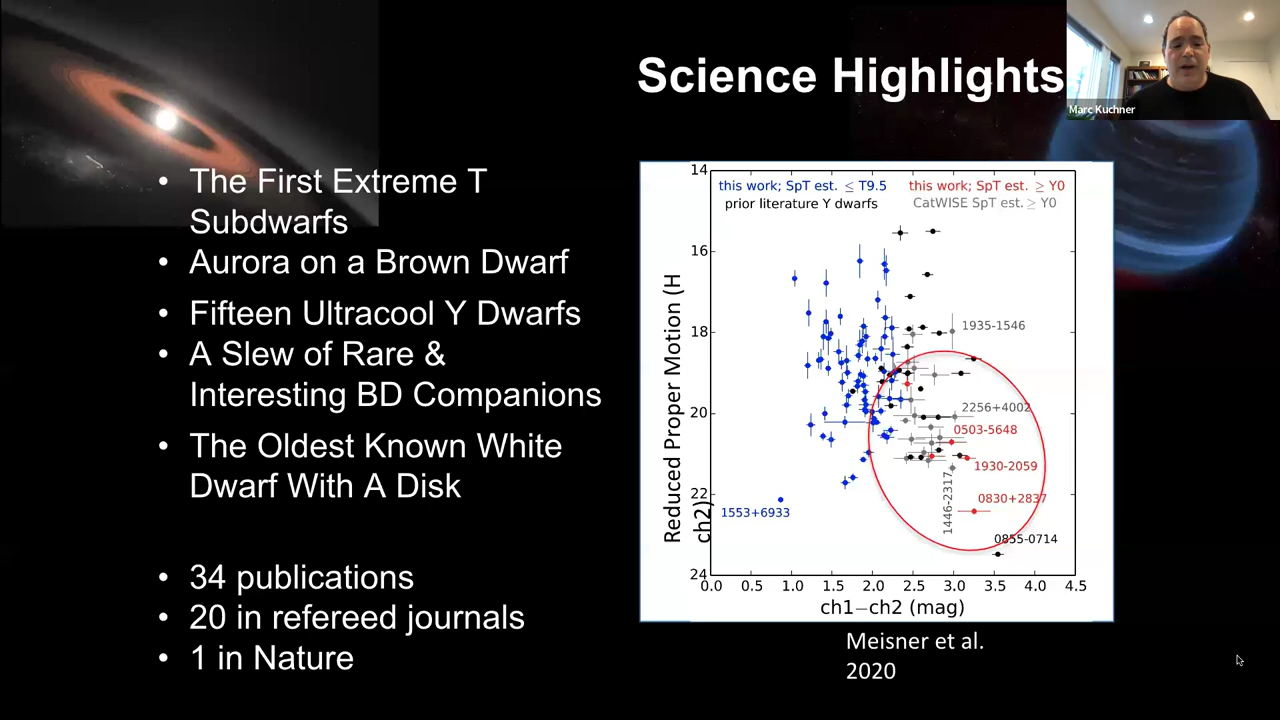 Science Highlights
Marc Kuchner
• The First Extreme T
Subdwarfs
• Aurora on a Brown Dwarf
• Fifteen Ultracool Y Dwarfs
• A Slew of Rare &
Interesting BD Companions
• The Oldest Known White
Dwarf With A Disk
• 34 publications
• 20 in refereed journals
• 1 in Nature
this work; SpT est. ≤ T9.5
this work; SpT est. ≥ Y0
prior literature Y dwarfs
CatWISE SpT est. ≥ Y0
14
16
18
20
22
24
Reduced Proper Motion (H
ch2)
1935-1546
2256+4002
0503-5648
1930-2059
1446-2317
0830+2837
1553+6933
0855-0714
0.0 0.5 1.0 1.5 2.0 2.5 3.0 3.5 4.0 4.5
ch1−ch2 (mag)
Meisner et al.
2020